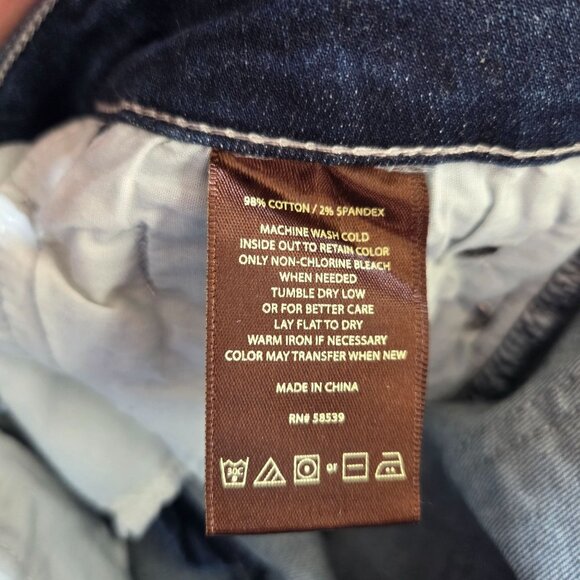 98% COTTON / 2% SPANDEX
MACHINE WASH COLD
INSIDE OUT TO RETAIN COLOR
ONLY NON-CHLORINE BLEACH
WHEN NEEDED
TUMBLE DRY LOW
OR FOR BETTER CARE
LAY FLAT TO DRY
WARM IRON IF NECESSARY
COLOR MAY TRANSFER WHEN NEW
MADE IN CHINA
RN# 58539
30C or